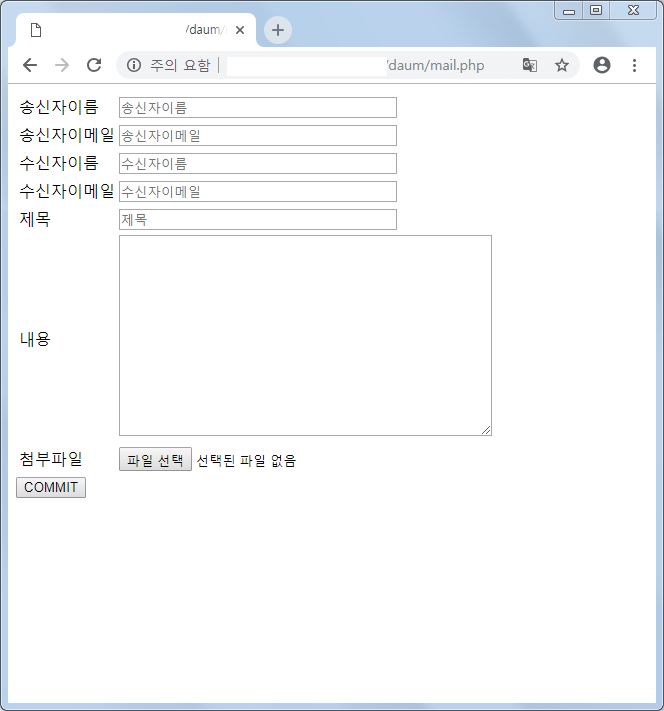 /daum/
주의 요함 | /daum/mail.php
송신자이름 송신자이름
송신자이메일 송신자이메일
수신자이름 수신자이름
수신자이메일 수신자이메일
제목 제목
내용
첨부파일 파일 선택 선택된 파일 없음
COMMIT